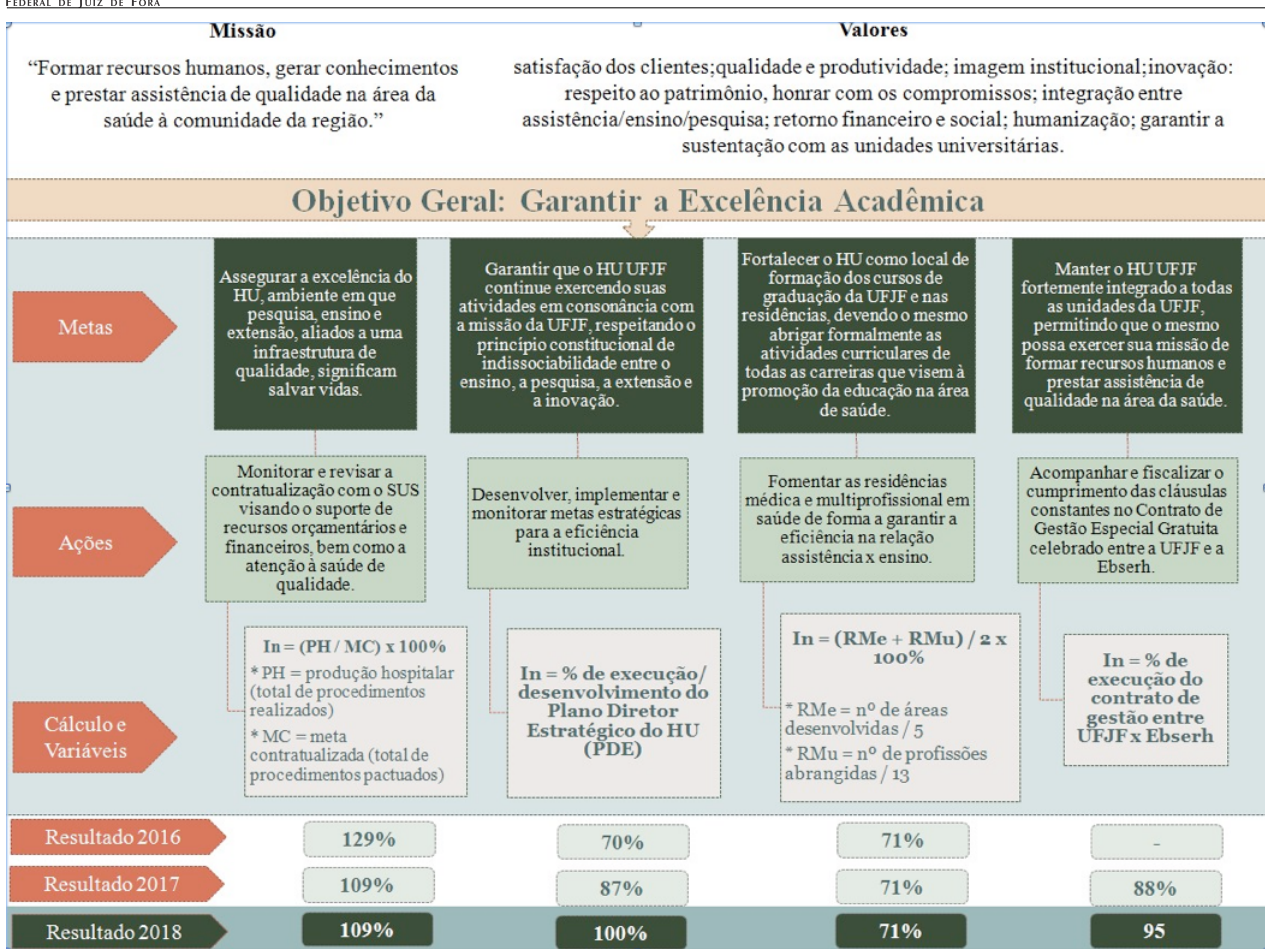 FEDERAL DE JUIZ DE FORA
Missão
“Formar recursos humanos, gerar conhecimentos
e prestar assistência de qualidade na área da
saúde à comunidade da região.”
Valores
satisfação dos clientes;qualidade e produtividade; imagem institucional;inovação:
respeito ao patrimônio, honrar com os compromissos; integração entre
assistência/ensino/pesquisa; retorno financeiro e social; humanização; garantir a
sustentação com as unidades universitárias.
Objetivo Geral: Garantir a Excelência Acadêmica
Metas
Assegurar a excelência do
HU, ambiente em que
pesquisa, ensino e
extensão, aliados a uma
infraestrutura de
qualidade, significam
salvar vidas.
Garantir que o HU UFJF
continue exercendo suas
atividades em consonância com
a missão da UFJF, respeitando o
princípio constitucional de
indissociabilidade entre o
ensino, a pesquisa, a extensão e
a inovação.
Fortalecer o HU como local de
formação dos cursos de
graduação da UFJF e nas
residências, devendo o mesmo
abrigar formalmente as
atividades curriculares de
todas as carreiras que visem à
promoção da educação na área
de saúde.
Manter o HU UFJF
fortemente integrado a todas
as unidades da UFJF,
permitindo que o mesmo
possa exercer sua missão de
formar recursos humanos e
prestar assistência de
qualidade na área da saúde.
Ações
Monitorar e revisar a
contratualização com o SUS
visando o suporte de
recursos orçamentários e
financeiros, bem como a
atenção à saúde de
qualidade.
Desenvolver, implementar e
monitorar metas estratégicas
para a eficiência
institucional.
Fomentar as residências
médica e multiprofissional em
saúde de forma a garantir a
eficiência na relação
assistência x ensino.
Acompanhar e fiscalizar o
cumprimento das cláusulas
constantes no Contrato de
Gestão Especial Gratuita
celebrado entre a UFJF e a
Ebserh.
Cálculo e
Variáveis
In = (PH / MC) x 100%
* PH = produção hospitalar
(total de procedimentos
realizados)
* MC = meta
contratualizada (total de
procedimentos pactuados)
In = % de execução/
desenvolvimento do
Plano Diretor
Estratégico do HU
(PDE)
In = (RMe + RMu) / 2 x
100%
* RMe = nº de áreas
desenvolvidas / 5
* RMu = nº de profissões
abrangidas / 13
In = % de
execução do
contrato de
gestão entre
UFJF x Ebserh
Resultado 2016
129%
70%
71%
-
Resultado 2017
109%
87%
71%
88%
Resultado 2018
109%
100%
71%
95